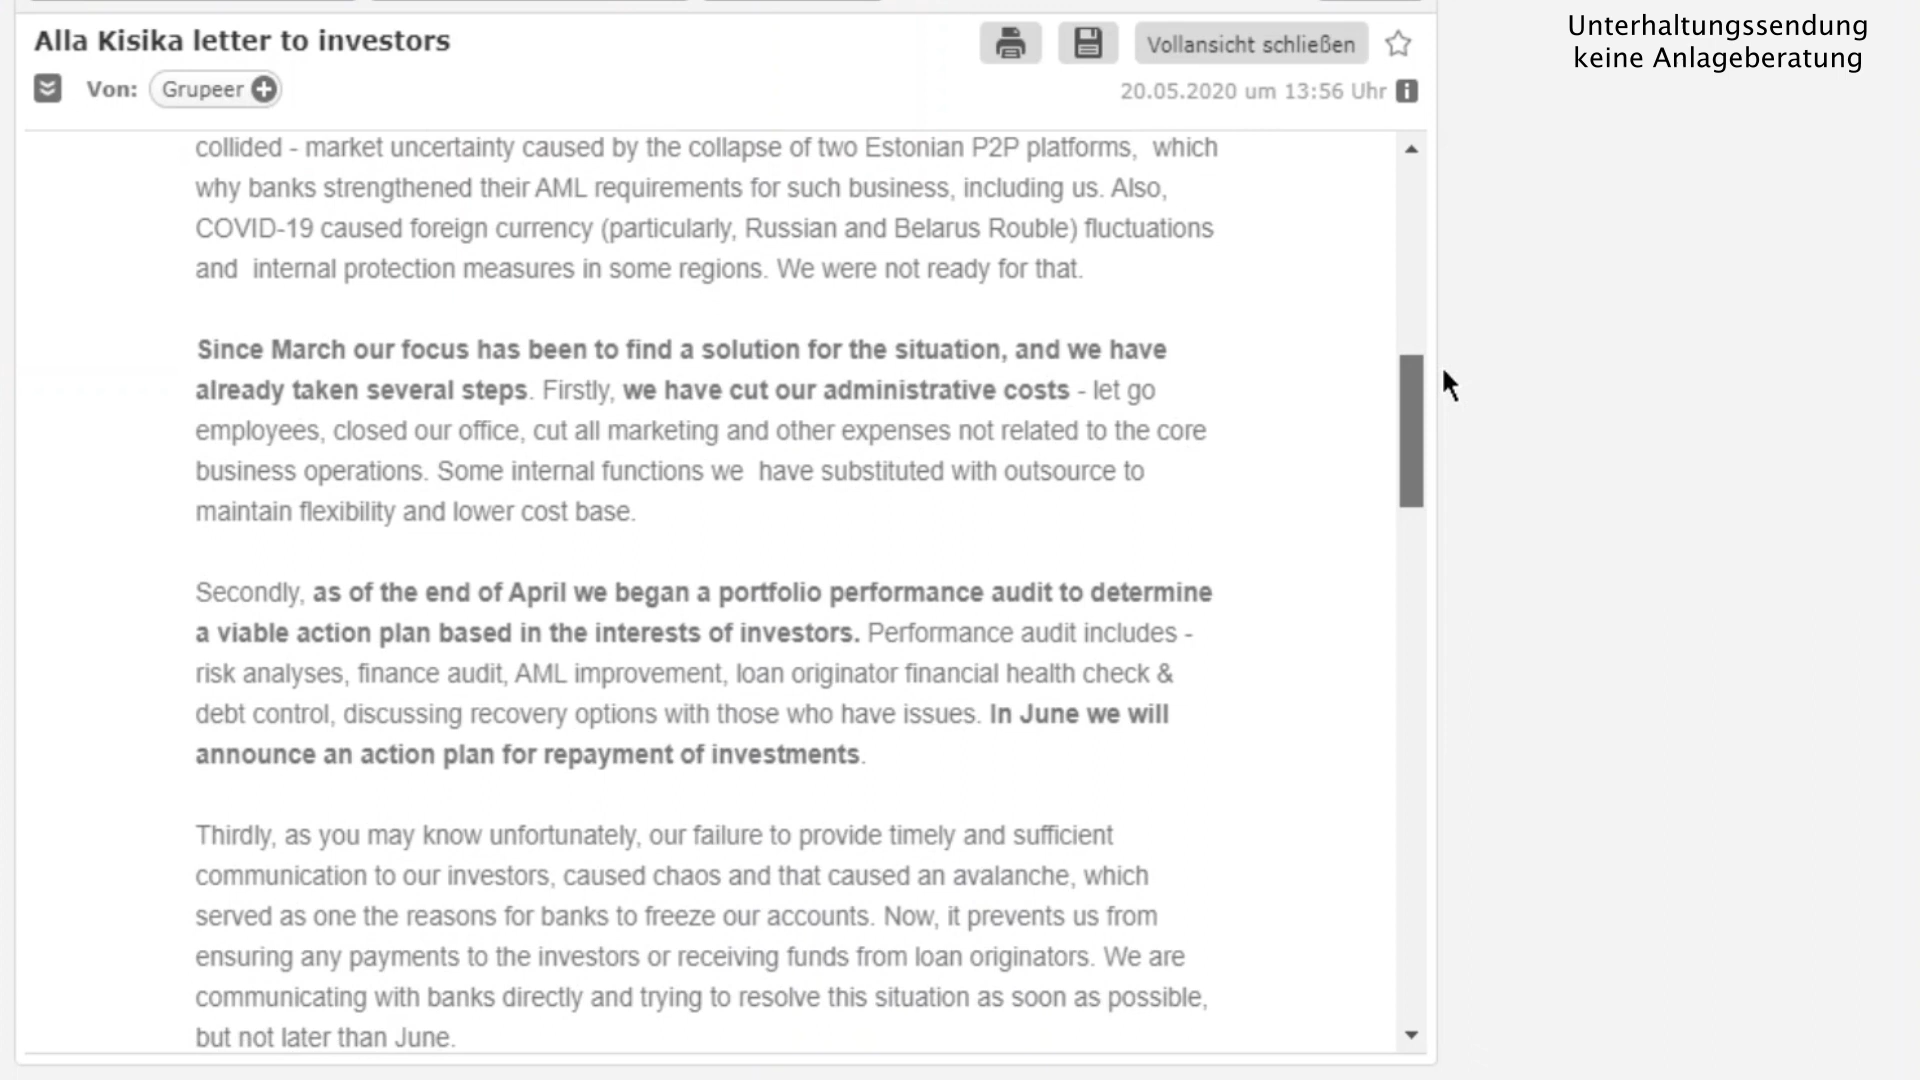 Alla Kisika letter to investors
Vollansicht schließen
Unterhaltungssendung
keine Anlageberatung
Von: Grupeer
20.05.2020 um 13:56 Uhr
collided - market uncertainty caused by the collapse of two Estonian P2P platforms, which
why banks strengthened their AML requirements for such business, including us. Also,
COVID-19 caused foreign currency (particularly, Russian and Belarus Rouble) fluctuations
and internal protection measures in some regions. We were not ready for that.
Since March our focus has been to find a solution for the situation, and we have
already taken several steps. Firstly, we have cut our administrative costs - let go
employees, closed our office, cut all marketing and other expenses not related to the core
business operations. Some internal functions we have substituted with outsource to
maintain flexibility and lower cost base.
Secondly, as of the end of April we began a portfolio performance audit to determine
a viable action plan based in the interests of investors. Performance audit includes -
risk analyses, finance audit, AML improvement, loan originator financial health check &
debt control, discussing recovery options with those who have issues. In June we will
announce an action plan for repayment of investments.
Thirdly, as you may know unfortunately, our failure to provide timely and sufficient
communication to our investors, caused chaos and that caused an avalanche, which
served as one the reasons for banks to freeze our accounts. Now, it prevents us from
ensuring any payments to the investors or receiving funds from loan originators. We are
communicating with banks directly and trying to resolve this situation as soon as possible,
but not later than June.